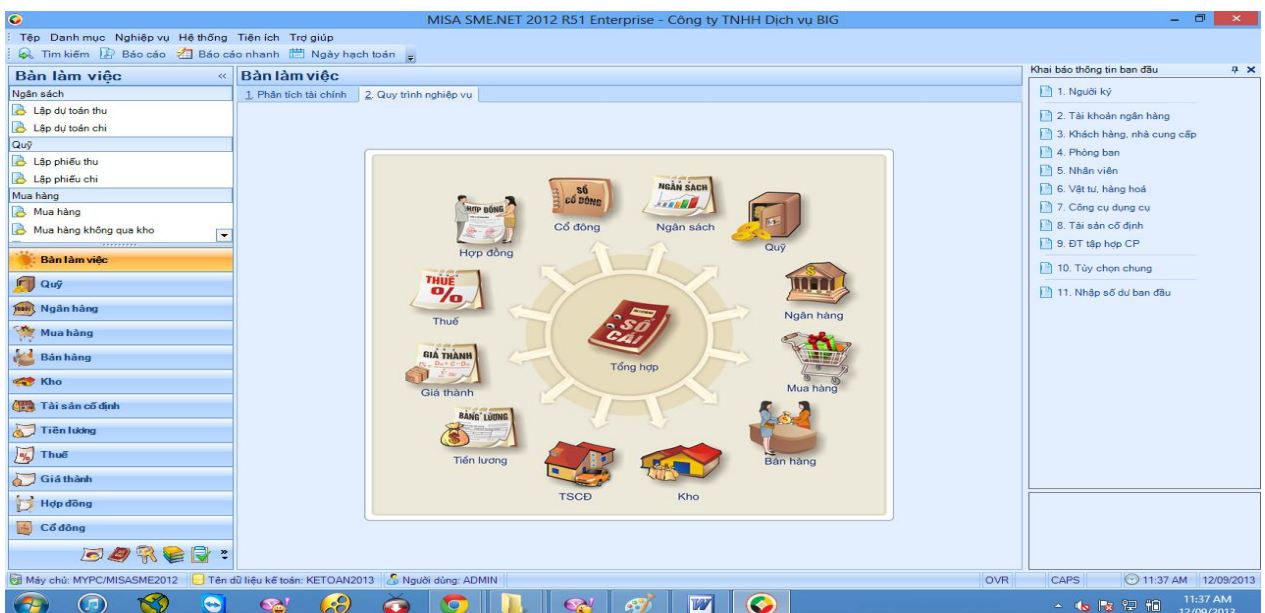 MISA SME.NET 2012 R51 Enterprise - Công ty TNHH Dịch vụ BIG
Tệp Danh mục Nghiệp vụ Hệ thống Tiện ích Trợ giúp
Tìm kiếm Báo cáo Báo cáo nhanh Ngày hạch toán
Bàn làm việc «
Ngân sách
Lập dự toán thu
Lập dự toán chi
Quỹ
Lập phiếu thu
Lập phiếu chi
Mua hàng
Mua hàng
Mua hàng không qua kho
Bàn làm việc
Quỹ
Ngân hàng
Mua hàng
Bán hàng
Kho
Tài sản cố định
Tiền lương
Thuế
Giá thành
Hợp đồng
Cổ đông
Bàn làm việc
1. Phân tích tài chính 2. Quy trình nghiệp vụ
HỢP ĐỒNG
Hợp đồng
SỔ
CỔ ĐÔNG
Cổ đông
NGÂN SÁCH
Ngân sách
Quỹ
THUẾ
%
Thuế
Ngân hàng
SỔ
CÁI
Tổng hợp
GIÁ THÀNH
Giá thành
Mua hàng
BẢNG LƯƠNG
Tiền lương
Bán hàng
TSCĐ
Kho
Khai báo thông tin ban đầu
1. Người ký
2. Tài khoản ngân hàng
3. Khách hàng, nhà cung cấp
4. Phòng ban
5. Nhân viên
6. Vật tư, hàng hoá
7. Công cụ dụng cụ
8. Tài sản cố định
9. ĐT tập hợp CP
10. Tùy chọn chung
11. Nhập số dư ban đầu
Máy chủ: MYPC/MISASME2012 Tên dữ liệu kế toán: KETOAN2013 Người dùng: ADMIN OVR CAPS 11:37 AM 12/09/2013
11:37 AM
12/09/2013